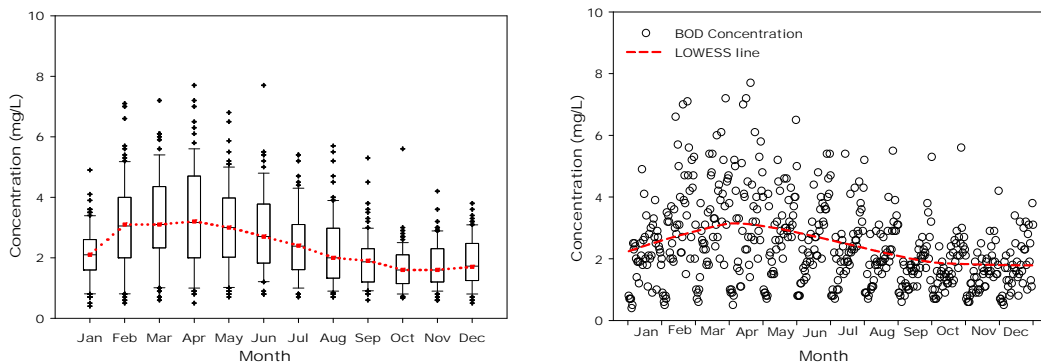 10
8
6
4
2
0
Concentration (mg/L)
Jan Feb Mar Apr May Jun Jul Aug Sep Oct Nov Dec
Month
10
8
6
4
2
0
Concentration (mg/L)
BOD Concentration
LOWESS line
Jan Feb Mar Apr May Jun Jul Aug Sep Oct Nov Dec
Month